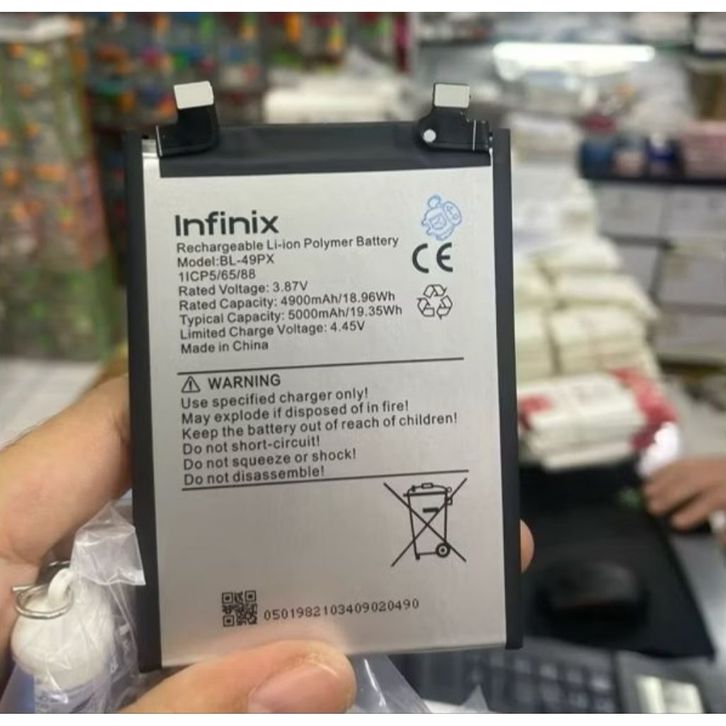 Infinix
Rechargeable Li-ion Polymer Battery
Model:BL-49PX
1ICP5/65/88
Rated Voltage: 3.87V
Rated Capacity: 4900mAh/18.96Wh
Typical Capacity: 5000mAh/19.35Wh
Limited Charge Voltage: 4.45V
Made in China
CE
WARNING
Use specified charger only!
May explode if disposed of in fire!
Keep the battery out of reach of children!
Do not short-circuit!
Do not squeeze or shock!
Do not disassemble!
0501982103409020490